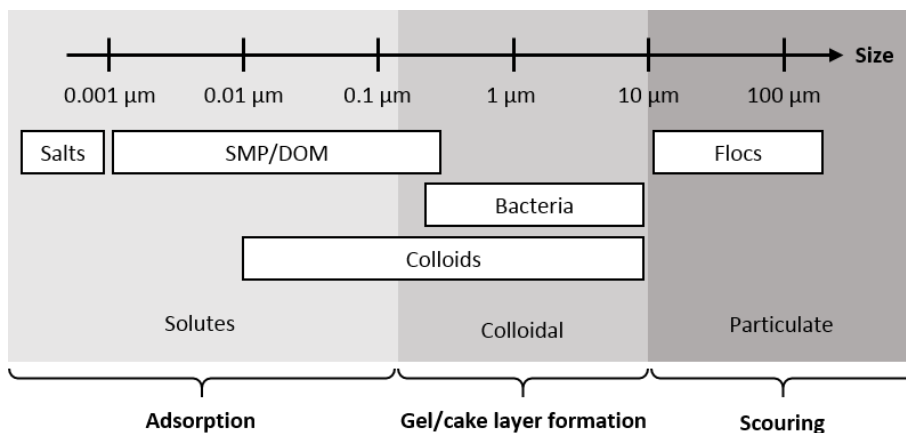 Size
0.001 μm 0.01 μm 0.1 μm 1 μm 10 μm 100 μm
Salts SMP/DOM Flocs
Bacteria
Colloids
Solutes Colloidal Particulate
Adsorption Gel/cake layer formation Scouring